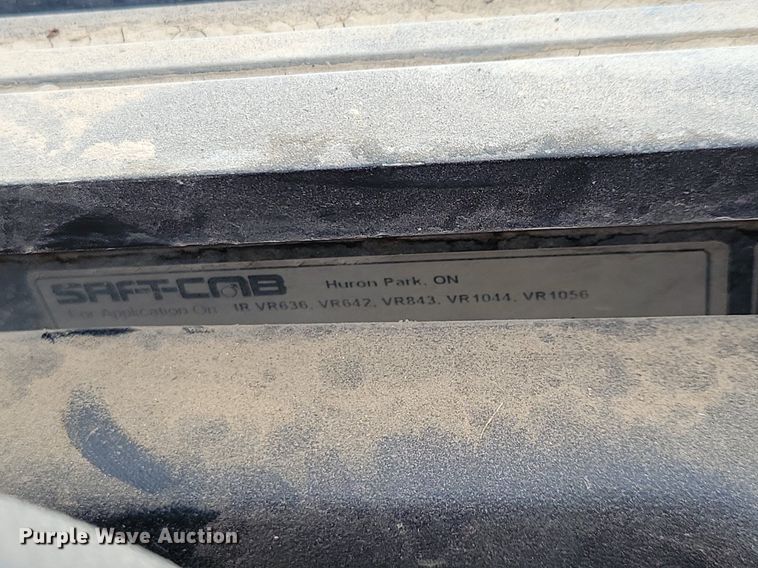 SAFT-CAB Huron Park, ON
For Application On IR VR636, VR642, VR843, VR1044, VR1056
Purple Wave Auction